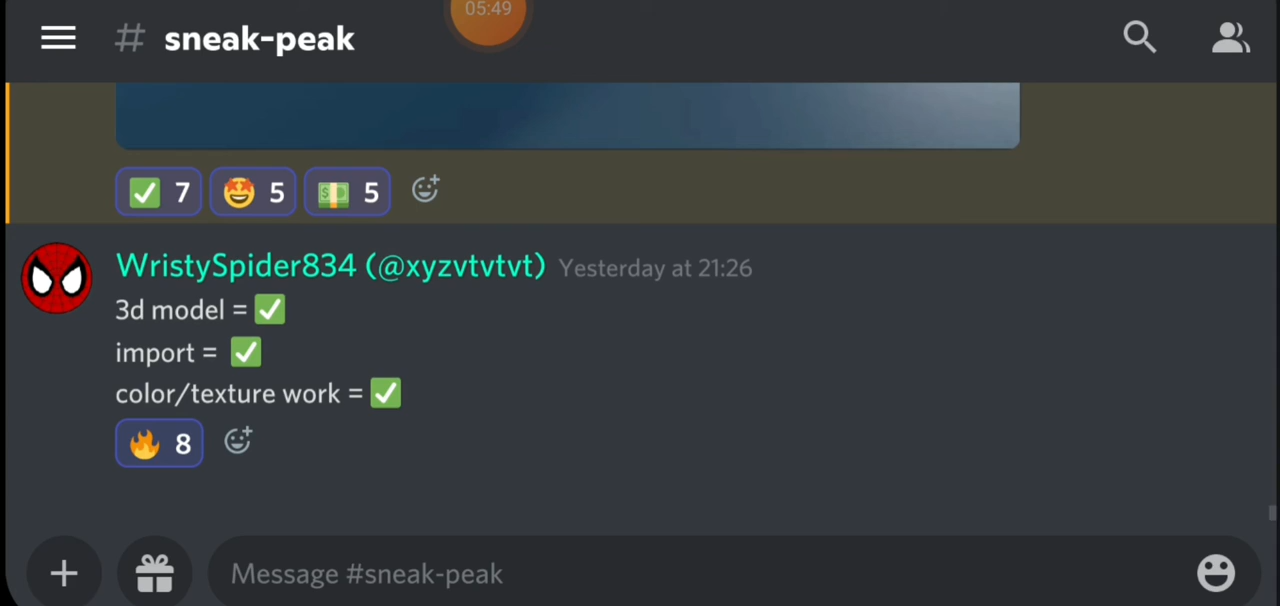 05:49
# sneak-peak
✅ 7 🤩 5 💵 5
WristySpider834 (@xyzvtvtvt) Yesterday at 21:26
3d model = ✅
import = ✅
color/texture work = ✅
🔥 8
Message #sneak-peak